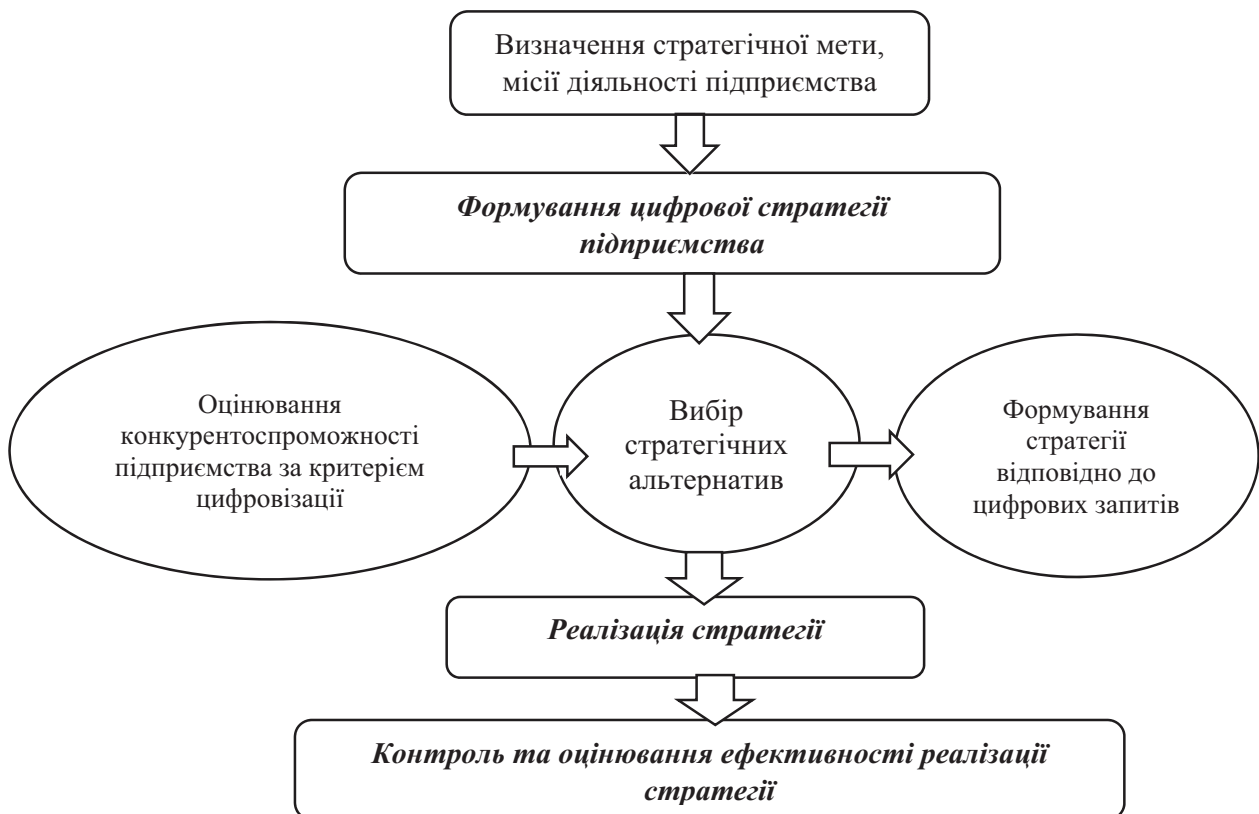 Визначення стратегічної мети,
місії діяльності підприємства
Формування цифрової стратегії
підприємства
Оцінювання
конкурентоспроможності
підприємства за критерієм
цифровізації
Вибір
стратегічних
альтернатив
Формування
стратегії
відповідно до
цифрових запитів
Реалізація стратегії
Контроль та оцінювання ефективності реалізації
стратегії